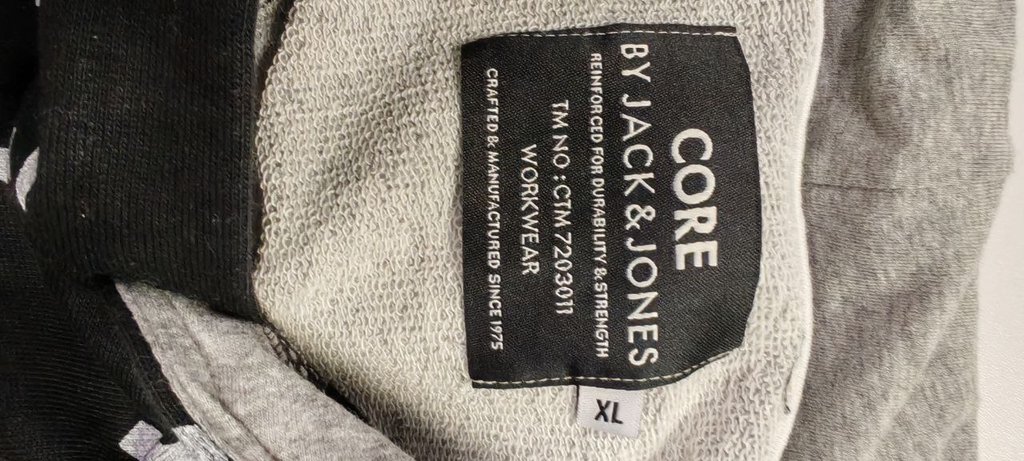 CORE
BY JACK & JONES
REINFORCED FOR DURABILITY & STRENGTH
TM NO : CTM 7203011
WORKWEAR
CRAFTED & MANUFACTURED SINCE 1975
XL